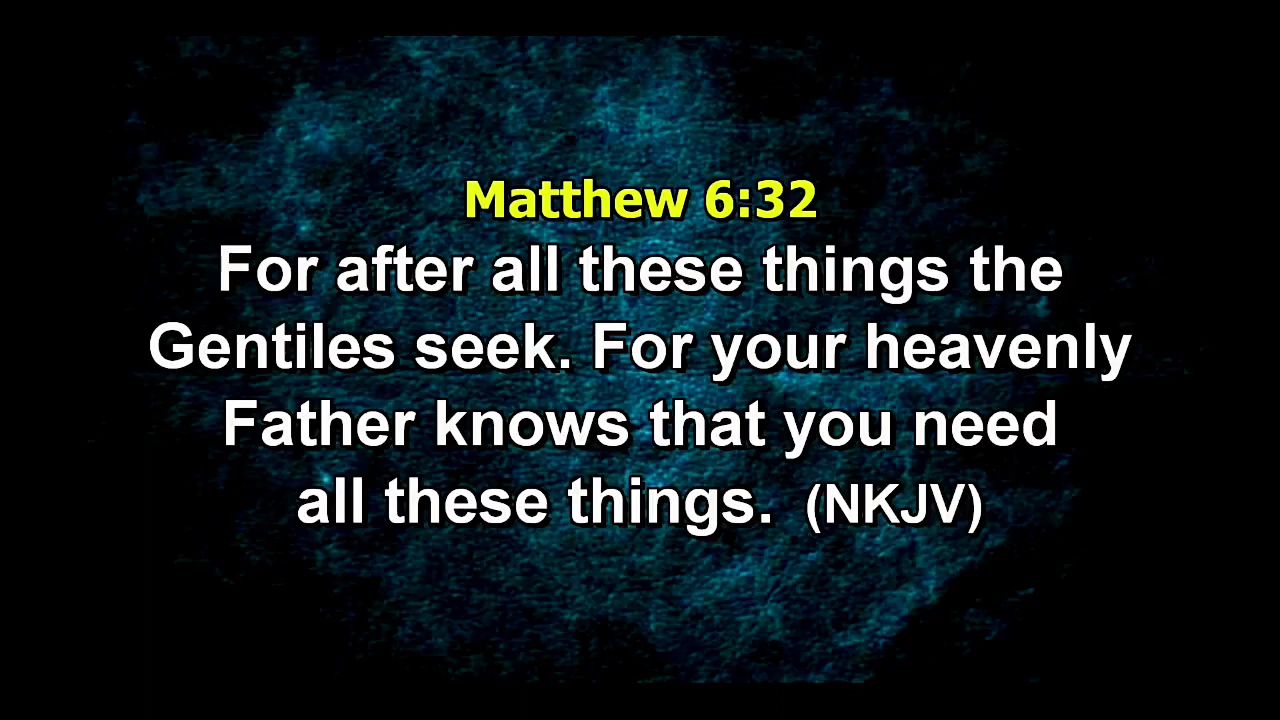 Matthew 6:32
For after all these things the
Gentiles seek. For your heavenly
Father knows that you need
all these things. (NKJV)